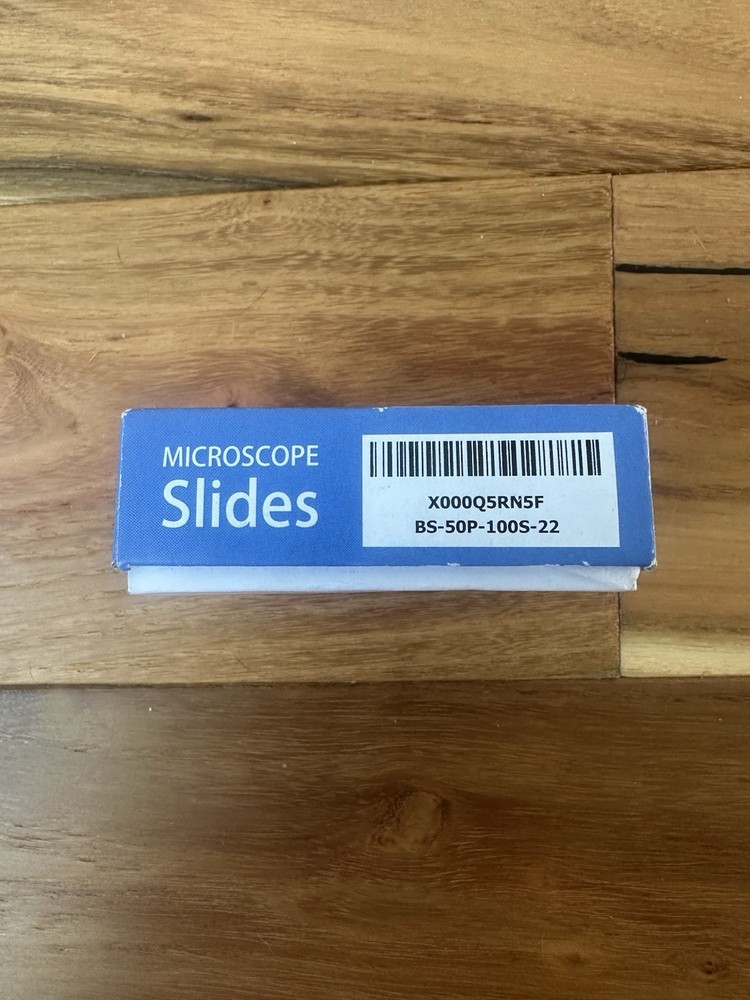 MICROSCOPE
Slides
X000Q5RN5F
BS-50P-100S-22